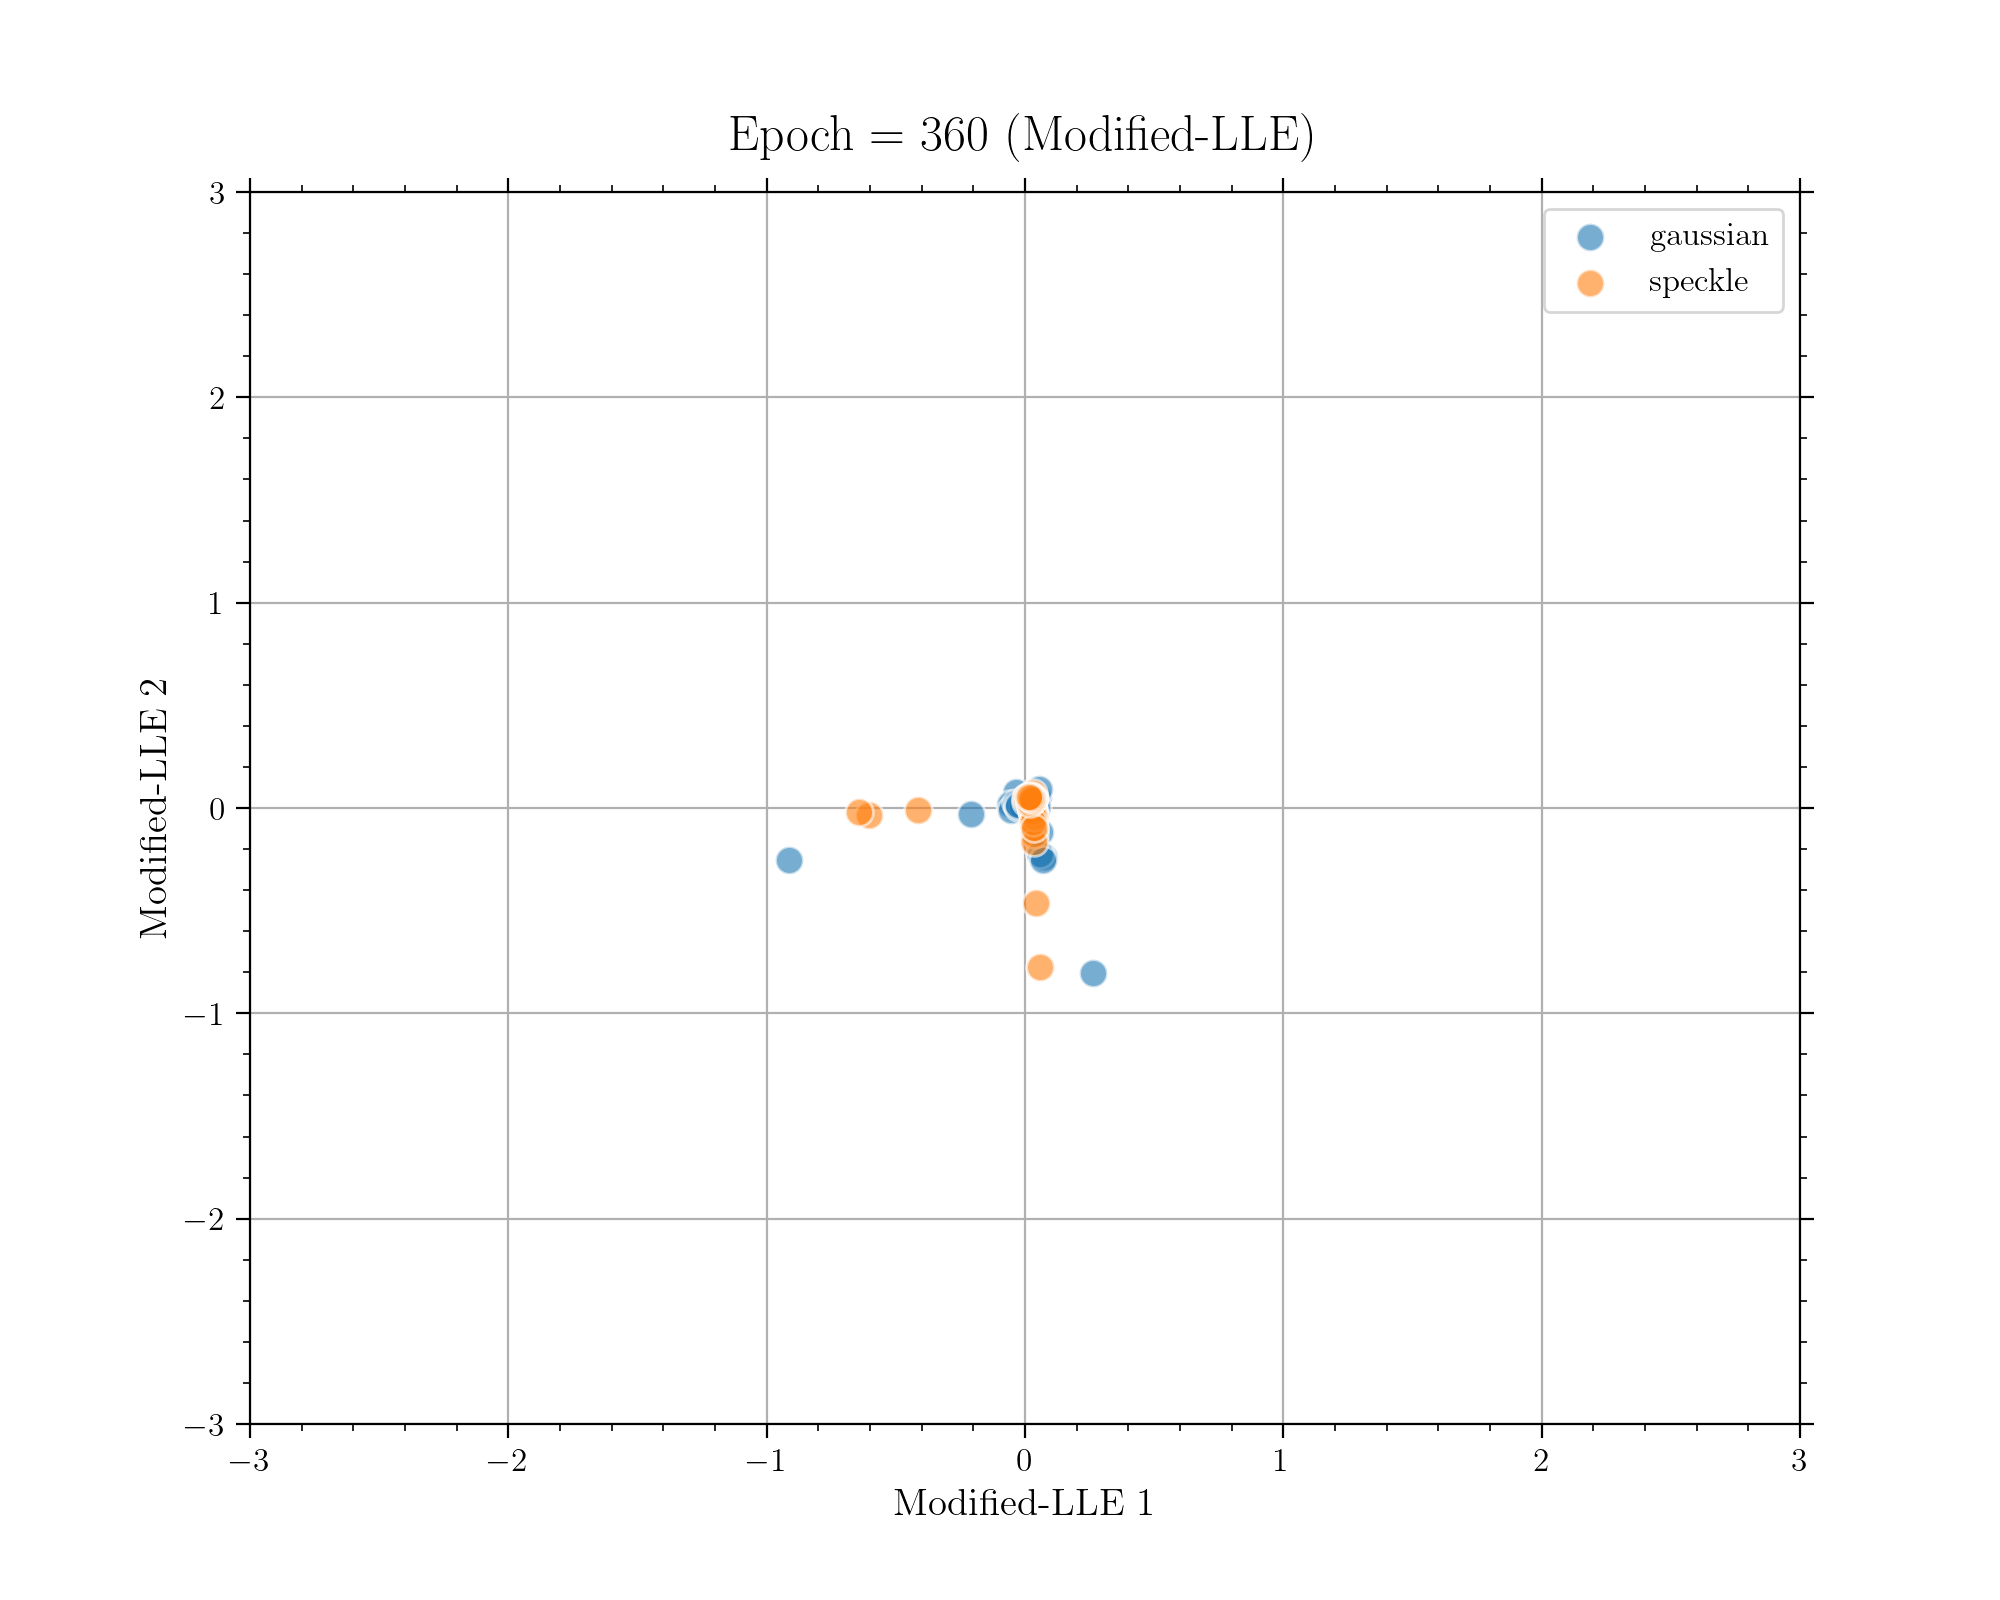 Epoch = 360 (Modified-LLE)
gaussian
speckle
3
2
1
0
−1
−2
−3
Modified-LLE 2
−3
−2
−1
0
1
2
3
Modified-LLE 1